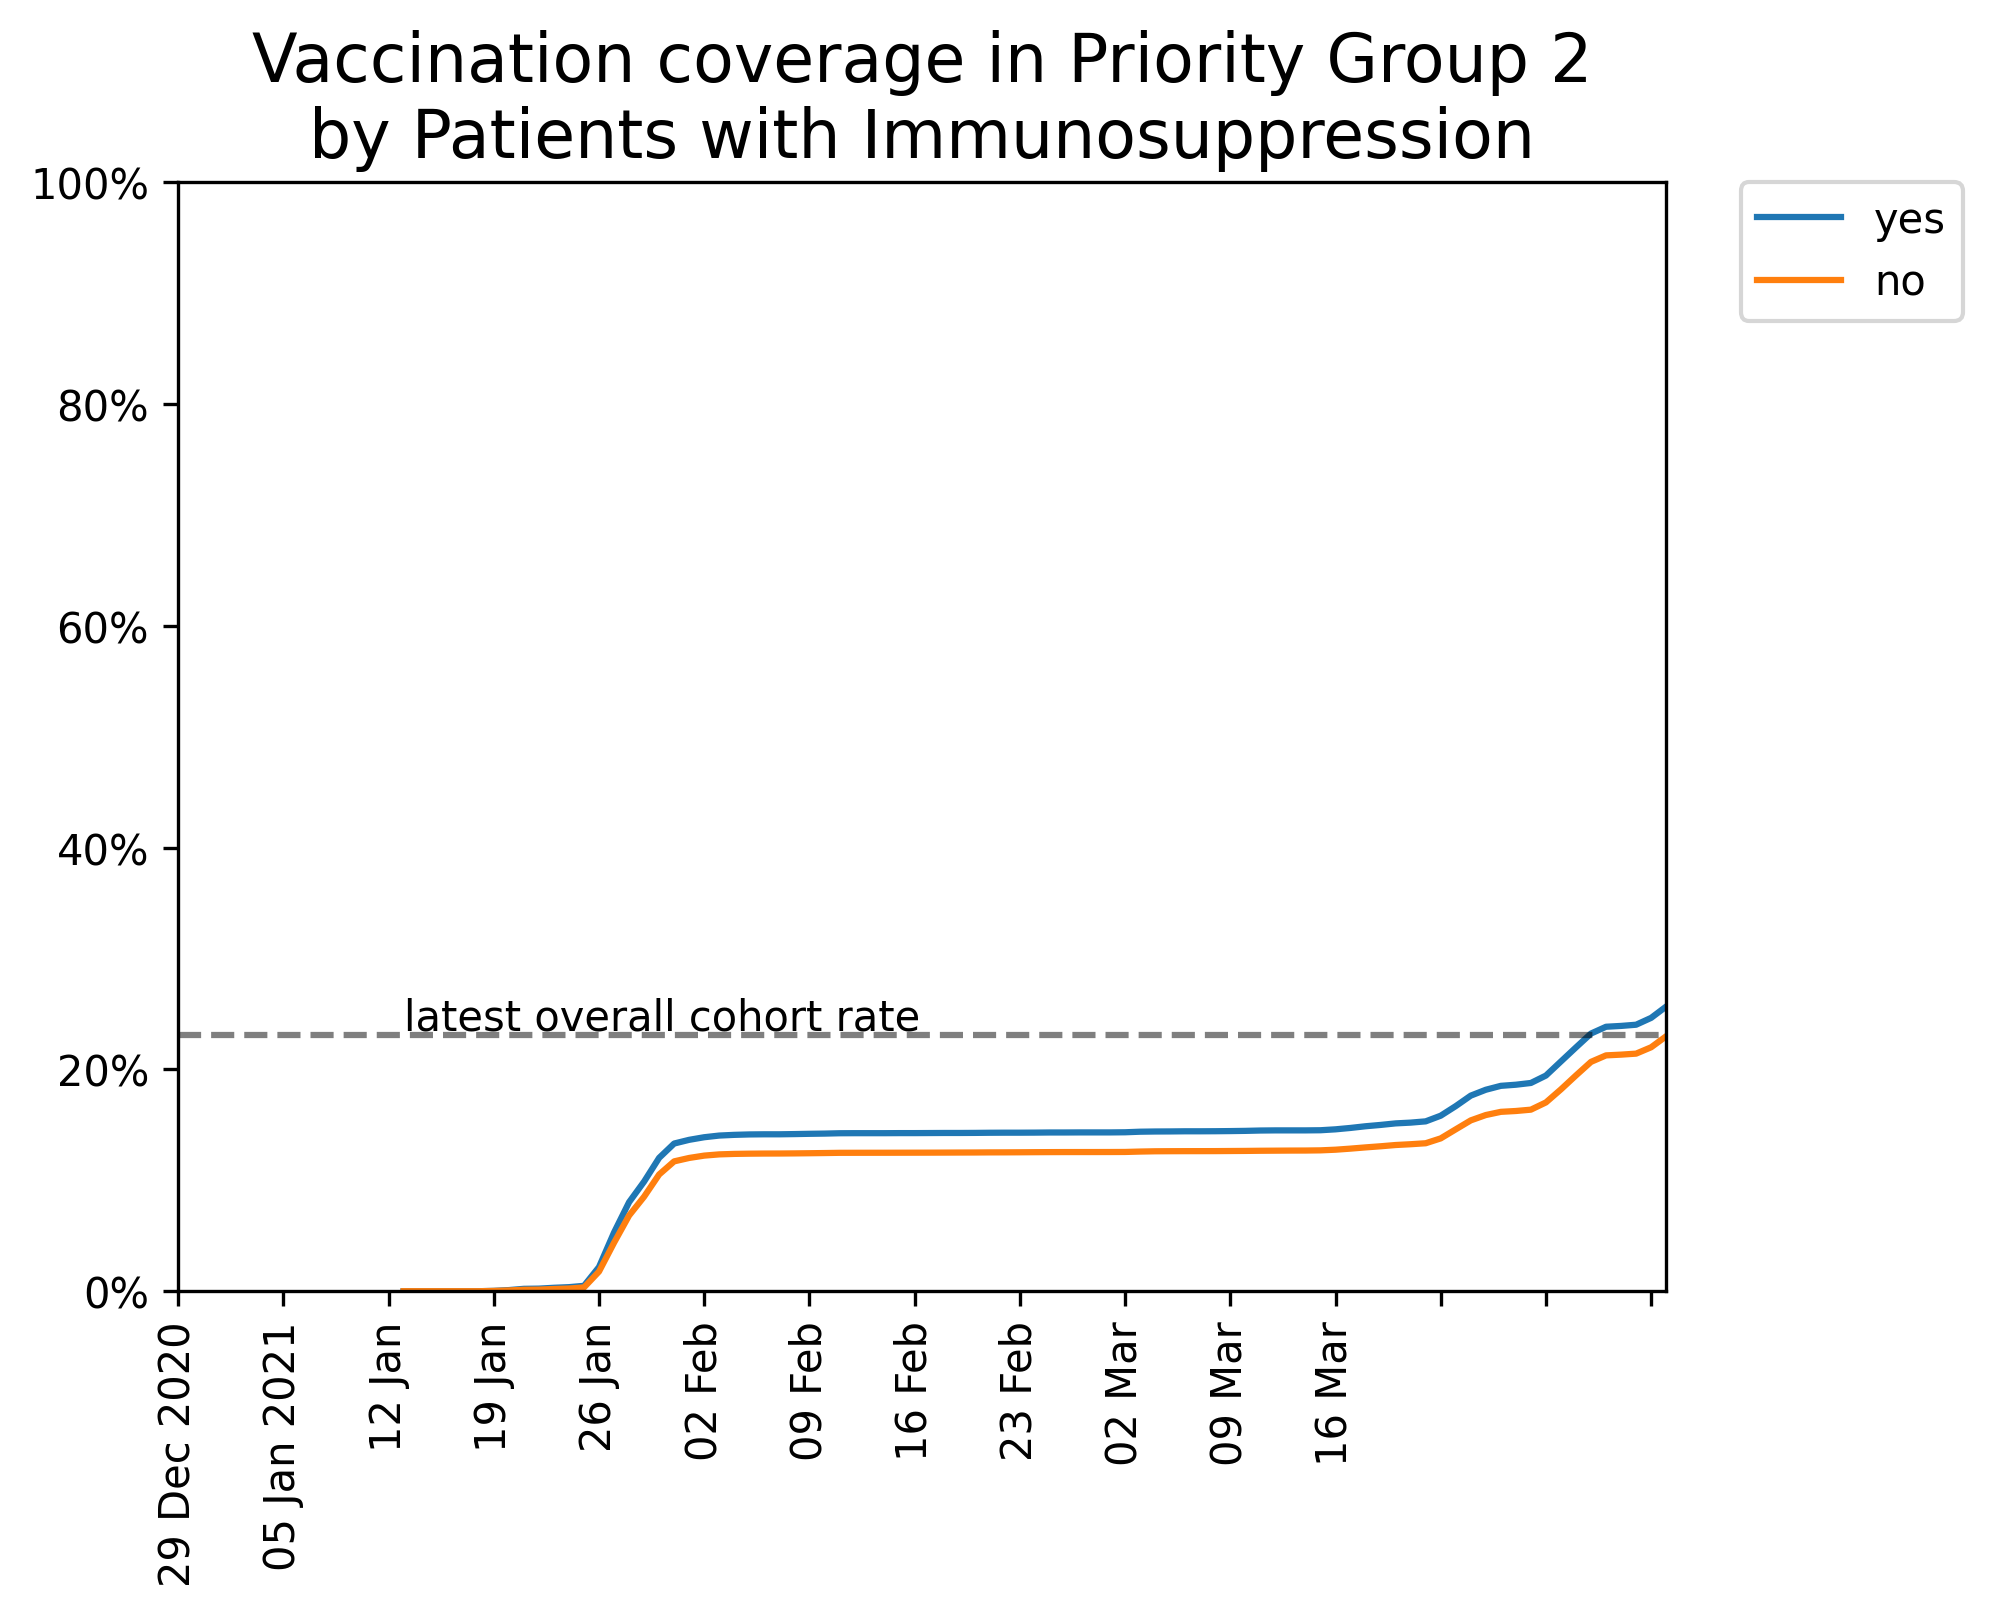 Vaccination coverage in Priority Group 2
by Patients with Immunosuppression
100%
80%
60%
40%
20%
0%
latest overall cohort rate
yes
no
29 Dec 2020
05 Jan 2021
12 Jan
19 Jan
26 Jan
02 Feb
09 Feb
16 Feb
23 Feb
02 Mar
09 Mar
16 Mar